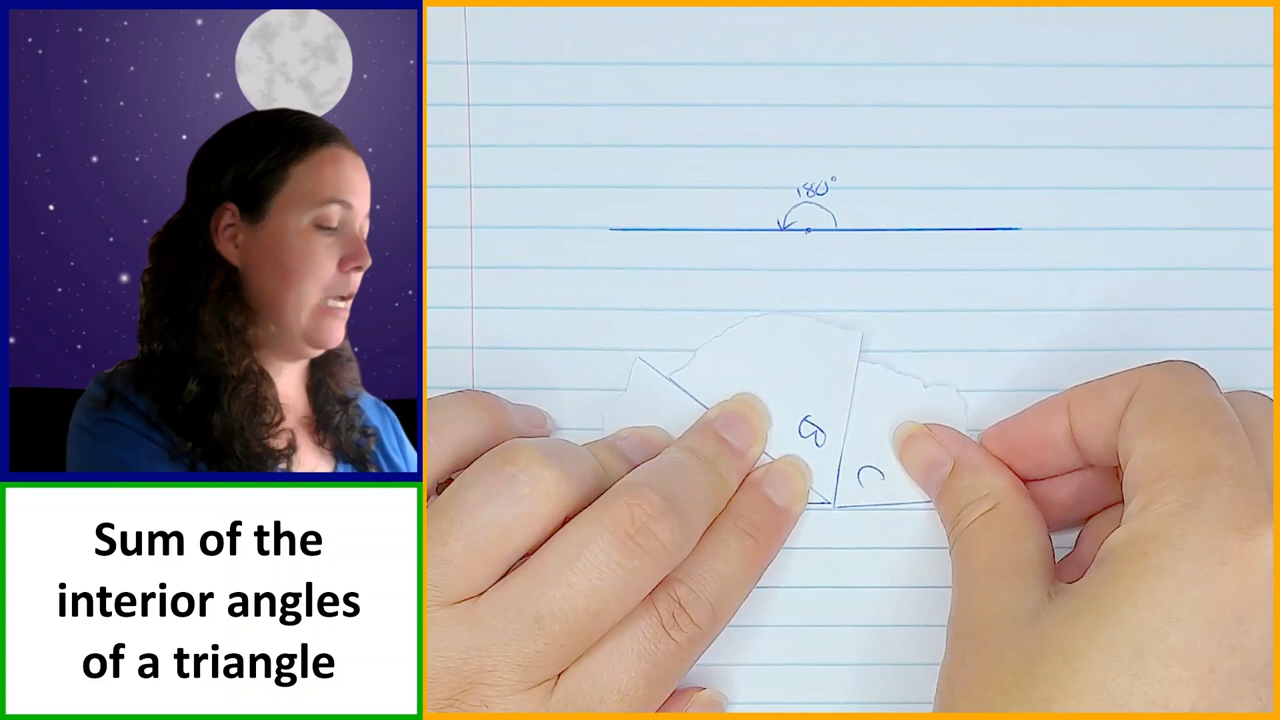 Sum of the
interior angles
of a triangle
180°
B
C